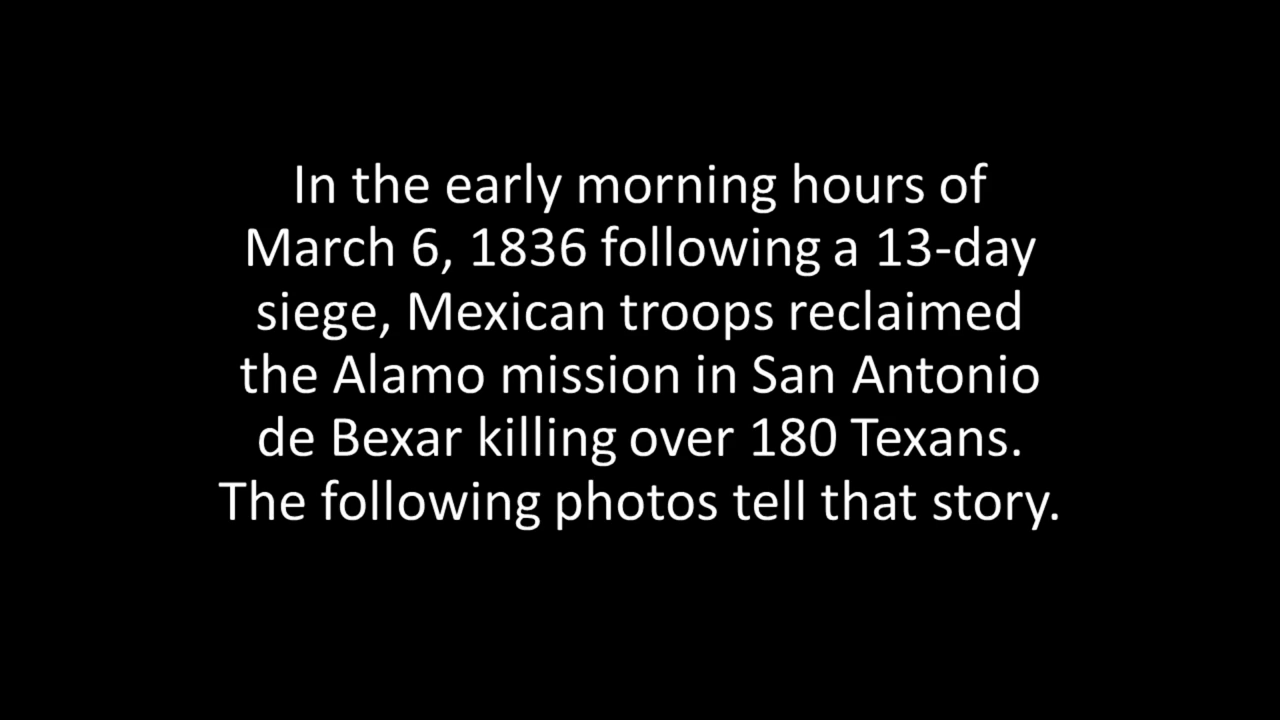 In the early morning hours of
March 6, 1836 following a 13-day
siege, Mexican troops reclaimed
the Alamo mission in San Antonio
de Bexar killing over 180 Texans.
The following photos tell that story.